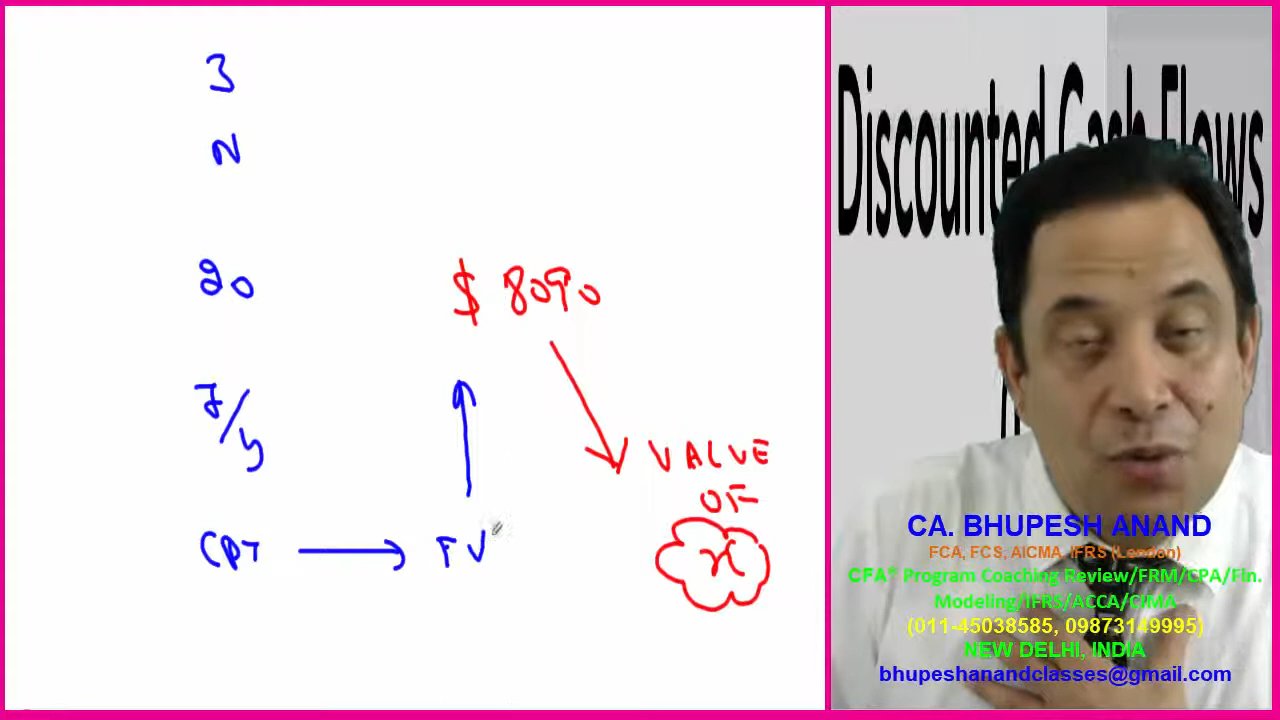 3
N
20
$ 8090
I/Y
VALUE
OF
x
CPT → FV
Discounted Cash Flows
CA. BHUPESH ANAND
FCA, FCS, AICMA, IFRS (London)
CFA® Program Coaching Review/FRM/CPA/Fin.
Modeling/IFRS/ACCA/CIMA
(011-45038585, 09873149995)
NEW DELHI, INDIA
bhupeshanandclasses@gmail.com